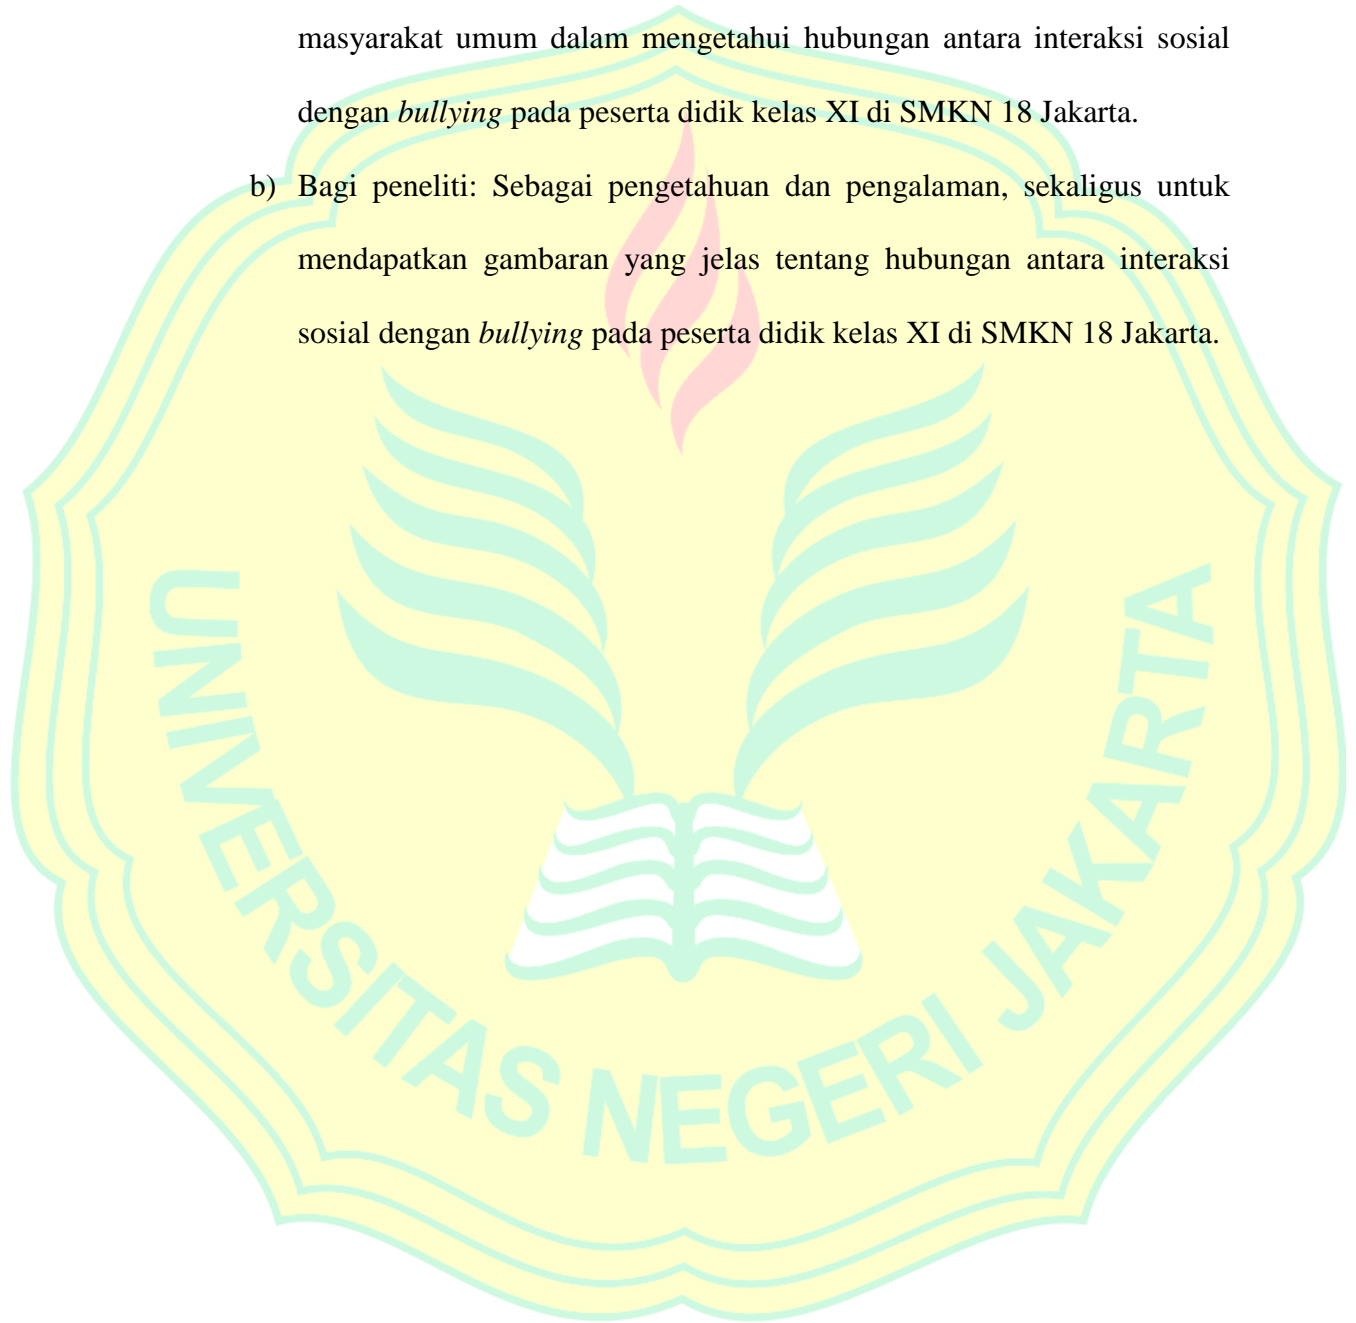 masyarakat umum dalam mengetahui hubungan antara interaksi sosial
dengan bullying pada peserta didik kelas XI di SMKN 18 Jakarta.
b) Bagi peneliti: Sebagai pengetahuan dan pengalaman, sekaligus untuk
mendapatkan gambaran yang jelas tentang hubungan antara interaksi
sosial dengan bullying pada peserta didik kelas XI di SMKN 18 Jakarta.
UNIVERSITAS NEGERI JAKARTA